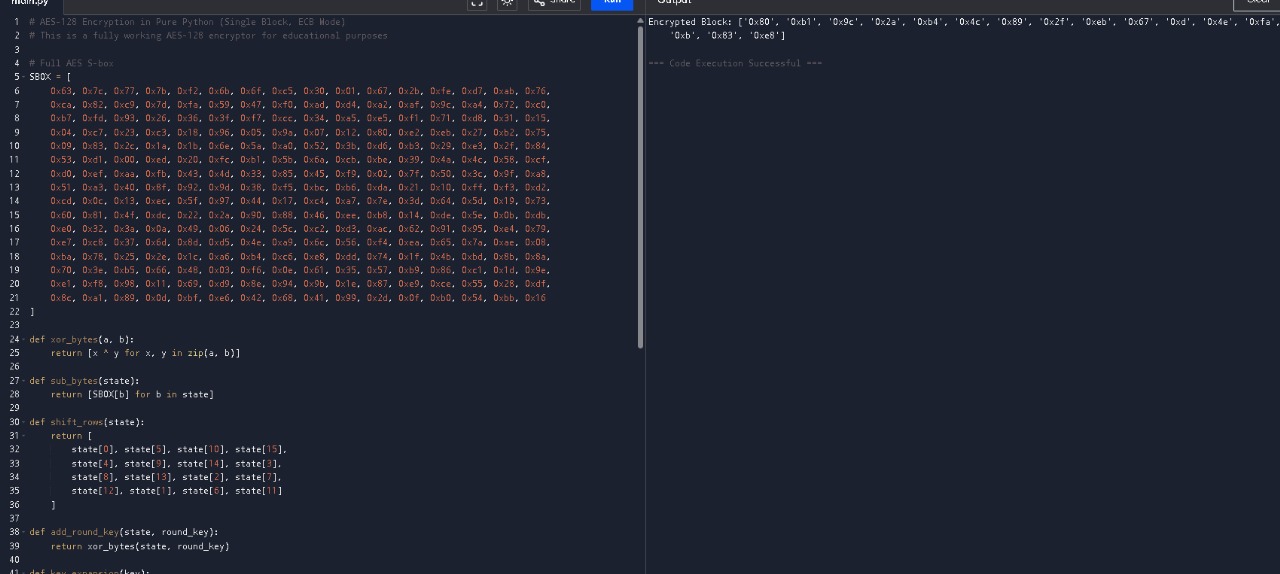 main.py
Share
Run
Output
Clear
1 # AES-128 Encryption in Pure Python (Single Block, ECB Mode)
2 # This is a fully working AES-128 encryptor for educational purposes
3
4 # Full AES S-box
5 SBOX = [
6 0x63, 0x7c, 0x77, 0x7b, 0xf2, 0x6b, 0x6f, 0xc5, 0x30, 0x01, 0x67, 0x2b, 0xfe, 0xd7, 0xab, 0x76,
7 0xca, 0x82, 0xc9, 0x7d, 0xfa, 0x59, 0x47, 0xf0, 0xad, 0xd4, 0xa2, 0xaf, 0x9c, 0xa4, 0x72, 0xc0,
8 0xb7, 0xfd, 0x93, 0x26, 0x36, 0x3f, 0xf7, 0xcc, 0x34, 0xa5, 0xe5, 0xf1, 0x71, 0xd8, 0x31, 0x15,
9 0x04, 0xc7, 0x23, 0xc3, 0x18, 0x96, 0x05, 0x9a, 0x07, 0x12, 0x80, 0xe2, 0xeb, 0x27, 0xb2, 0x75,
10 0x09, 0x83, 0x2c, 0x1a, 0x1b, 0x6e, 0x5a, 0xa0, 0x52, 0x3b, 0xd6, 0xb3, 0x29, 0xe3, 0x2f, 0x84,
11 0x53, 0xd1, 0x00, 0xed, 0x20, 0xfc, 0xb1, 0x5b, 0x6a, 0xcb, 0xbe, 0x39, 0x4a, 0x4c, 0x58, 0xcf,
12 0xd0, 0xef, 0xaa, 0xfb, 0x43, 0x4d, 0x33, 0x85, 0x45, 0xf9, 0x02, 0x7f, 0x50, 0x3c, 0x9f, 0xa8,
13 0x51, 0xa3, 0x40, 0x8f, 0x92, 0x9d, 0x38, 0xf5, 0xbc, 0xb6, 0xda, 0x21, 0x10, 0xff, 0xf3, 0xd2,
14 0xcd, 0x0c, 0x13, 0xec, 0x5f, 0x97, 0x44, 0x17, 0xc4, 0xa7, 0x7e, 0x3d, 0x64, 0x5d, 0x19, 0x73,
15 0x60, 0x81, 0x4f, 0xdc, 0x22, 0x2a, 0x90, 0x88, 0x46, 0xee, 0xb8, 0x14, 0xde, 0x5e, 0x0b, 0xdb,
16 0xe0, 0x32, 0x3a, 0x0a, 0x49, 0x06, 0x24, 0x5c, 0xc2, 0xd3, 0xac, 0x62, 0x91, 0x95, 0xe4, 0x79,
17 0xe7, 0xc8, 0x37, 0x6d, 0x8d, 0xd5, 0x4e, 0xa9, 0x6c, 0x56, 0xf4, 0xea, 0x65, 0x7a, 0xae, 0x08,
18 0xba, 0x78, 0x25, 0x2e, 0x1c, 0xa6, 0xb4, 0xc6, 0xe8, 0xdd, 0x74, 0x1f, 0x4b, 0xbd, 0x8b, 0x8a,
19 0x70, 0x3e, 0xb5, 0x66, 0x48, 0x03, 0xf6, 0x0e, 0x61, 0x35, 0x57, 0xb9, 0x86, 0xc1, 0x1d, 0x9e,
20 0xe1, 0xf8, 0x98, 0x11, 0x69, 0xd9, 0x8e, 0x94, 0x9b, 0x1e, 0x87, 0xe9, 0xce, 0x55, 0x28, 0xdf,
21 0x8c, 0xa1, 0x89, 0x0d, 0xbf, 0xe6, 0x42, 0x68, 0x41, 0x99, 0x2d, 0x0f, 0xb0, 0x54, 0xbb, 0x16
22 ]
23
24 def xor_bytes(a, b):
25 return [x ^ y for x, y in zip(a, b)]
26
27 def sub_bytes(state):
28 return [SBOX[b] for b in state]
29
30 def shift_rows(state):
31 return [
32 state[0], state[5], state[10], state[15],
33 state[4], state[9], state[14], state[3],
34 state[8], state[13], state[2], state[7],
35 state[12], state[1], state[6], state[11]
36 ]
37
38 def add_round_key(state, round_key):
39 return xor_bytes(state, round_key)
40
41 def key_expansion(key):
Encrypted Block: ['0x80', '0xb1', '0x9c', '0x2a', '0xb4', '0x4c', '0x89', '0x2f', '0xeb', '0x67', '0xd', '0x4e', '0xfa',
'0xb', '0x83', '0xe8']
=== Code Execution Successful ===